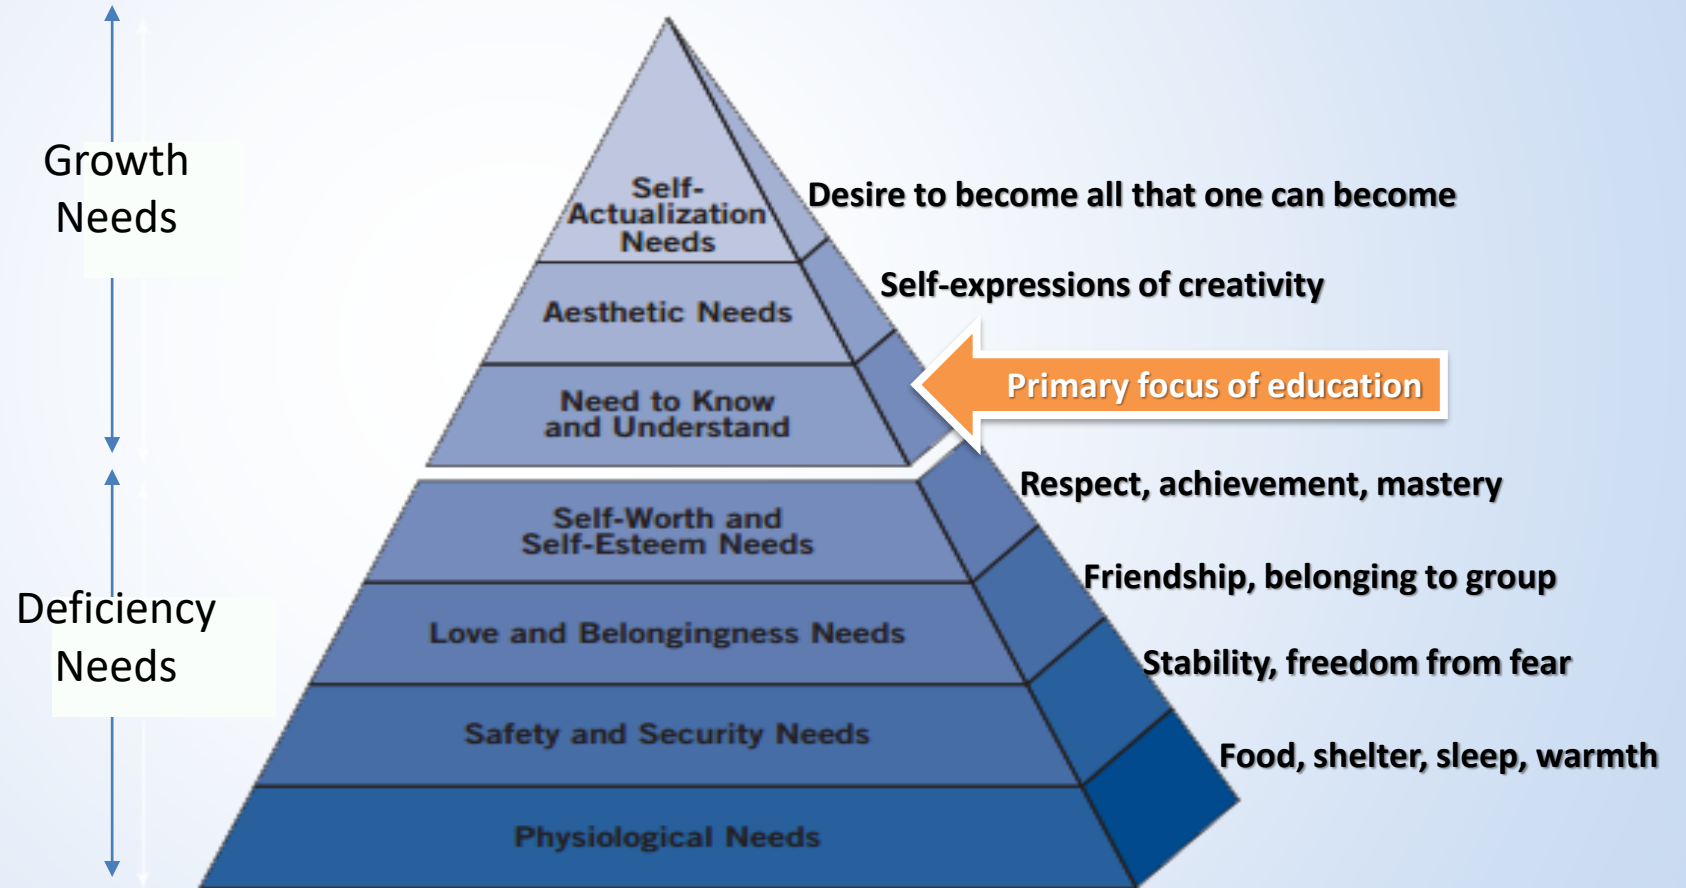 Growth
Needs
Self-
Actualization
Needs
Desire to become all that one can become
Aesthetic Needs
Self-expressions of creativity
Need to Know
and Understand
Primary focus of education
Deficiency
Needs
Self-Worth and
Self-Esteem Needs
Respect, achievement, mastery
Love and Belongingness Needs
Friendship, belonging to group
Safety and Security Needs
Stability, freedom from fear
Physiological Needs
Food, shelter, sleep, warmth